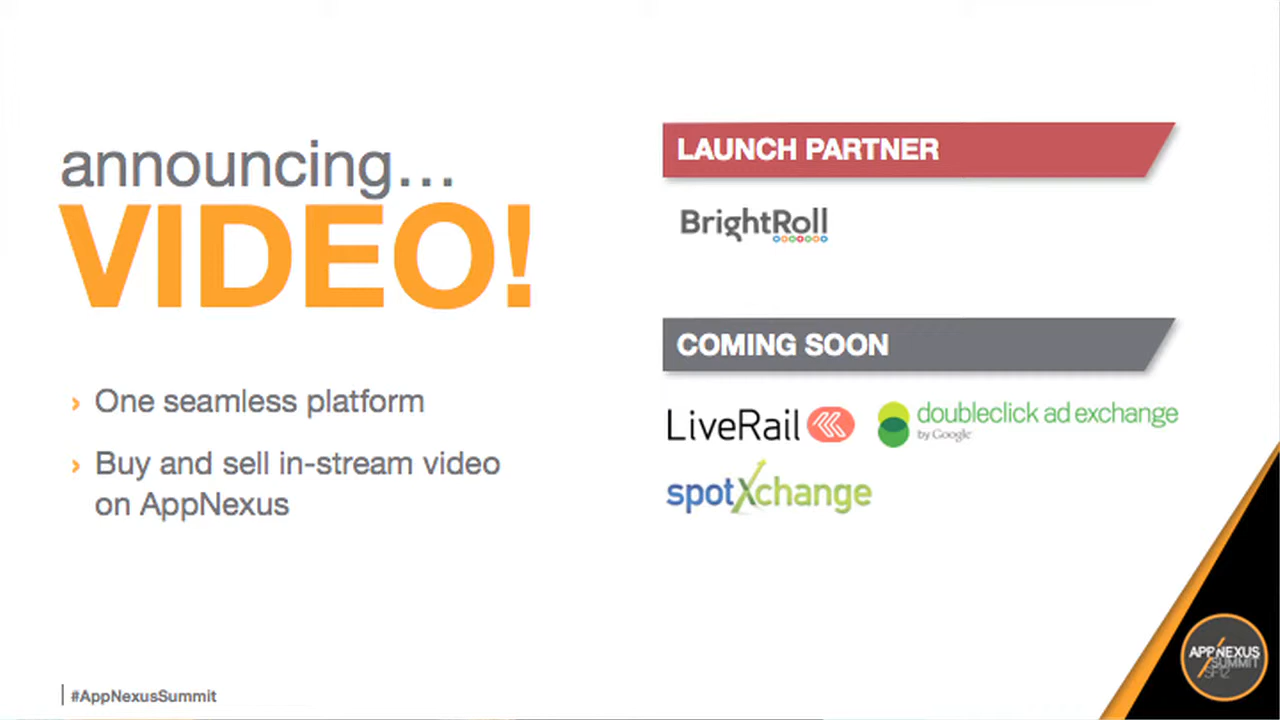 announcing…
VIDEO!
› One seamless platform
› Buy and sell in-stream video
on AppNexus
LAUNCH PARTNER
BrightRoll
COMING SOON
LiveRail
doubleclick ad exchange
by Google
spotXchange
#AppNexusSummit
APPNEXUS
SUMMIT
SF12